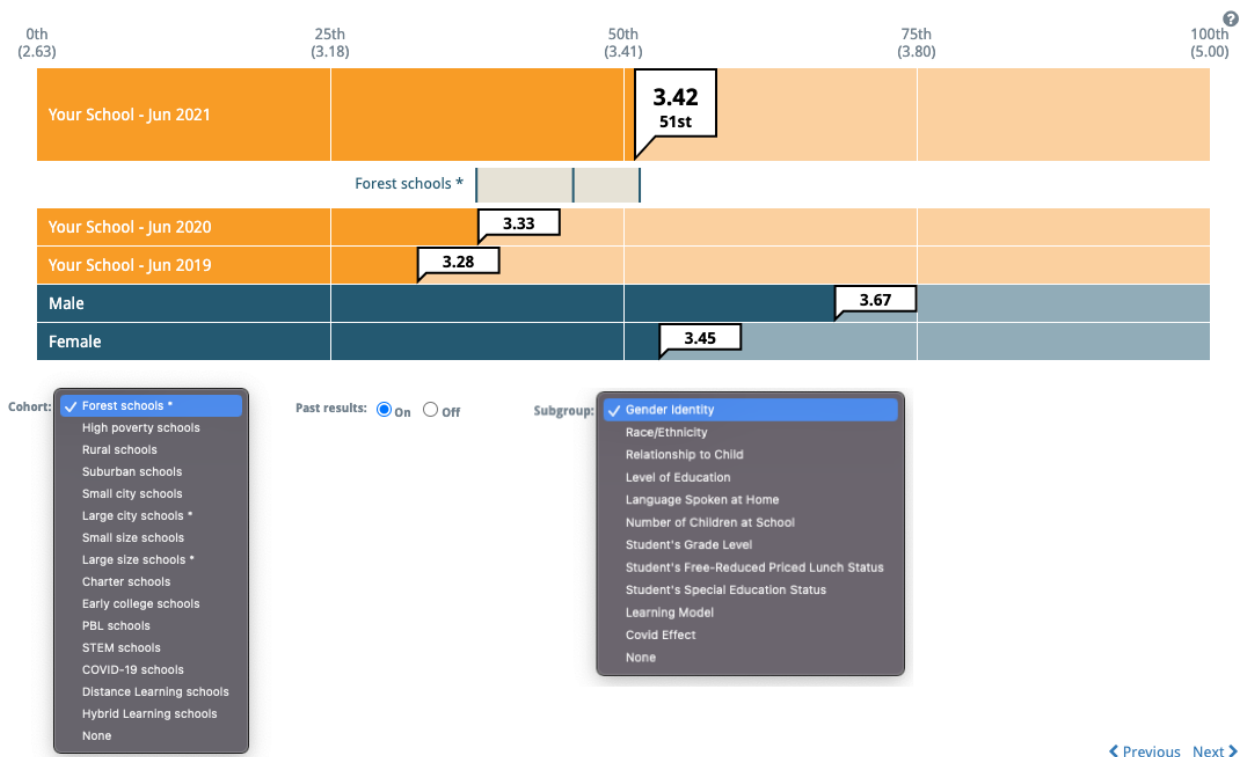 0th
(2.63)
25th
(3.18)
50th
(3.41)
75th
(3.80)
?
100th
(5.00)
Your School - Jun 2021
3.42
51st
Forest schools *
Your School - Jun 2020
3.33
Your School - Jun 2019
3.28
Male
3.67
Female
3.45
Cohort:
✓ Forest schools *
High poverty schools
Rural schools
Suburban schools
Small city schools
Large city schools *
Small size schools
Large size schools *
Charter schools
Early college schools
PBL schools
STEM schools
COVID-19 schools
Distance Learning schools
Hybrid Learning schools
None
Past results: On Off
Subgroup:
✓ Gender Identity
Race/Ethnicity
Relationship to Child
Level of Education
Language Spoken at Home
Number of Children at School
Student's Grade Level
Student's Free-Reduced Priced Lunch Status
Student's Special Education Status
Learning Model
Covid Effect
None
Previous Next